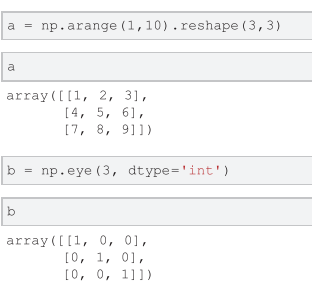 a = np.arange(1,10).reshape(3,3)
a
array([[1, 2, 3],
       [4, 5, 6],
       [7, 8, 9]])
b = np.eye(3, dtype='int')
b
array([[1, 0, 0],
       [0, 1, 0],
       [0, 0, 1]])